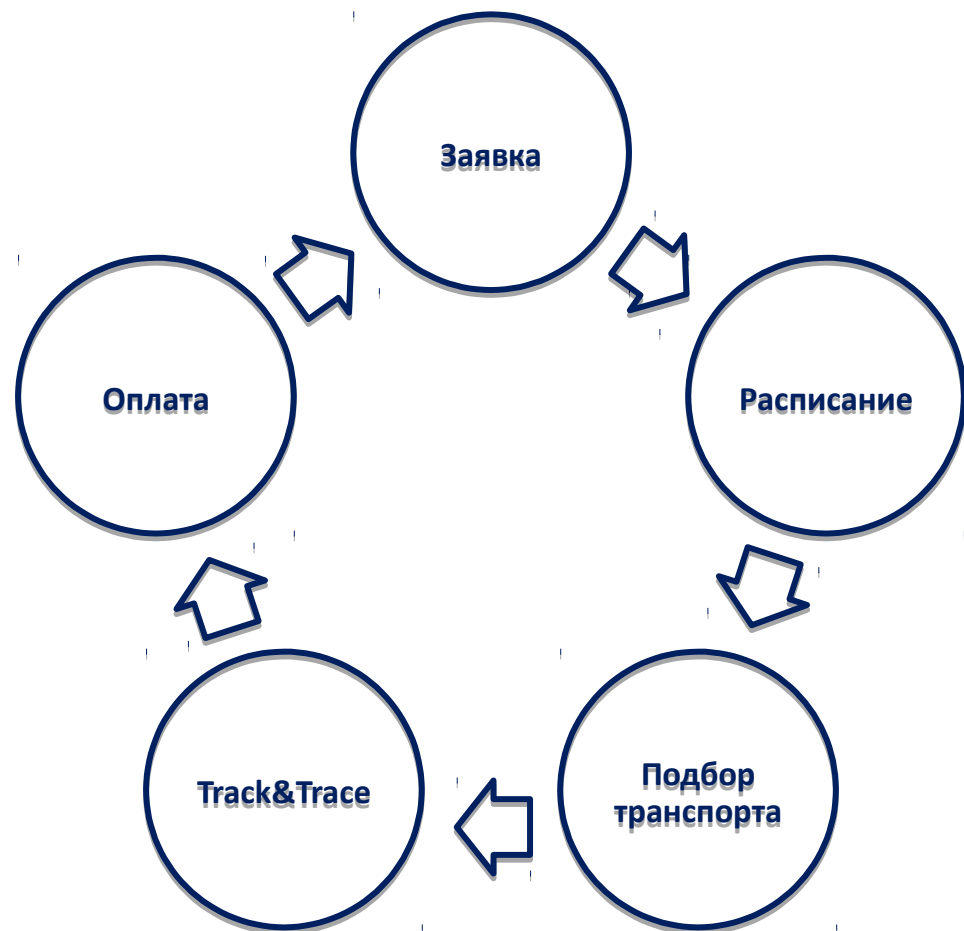 Заявка
Расписание
Подбор
транспорта
Track&Trace
Оплата